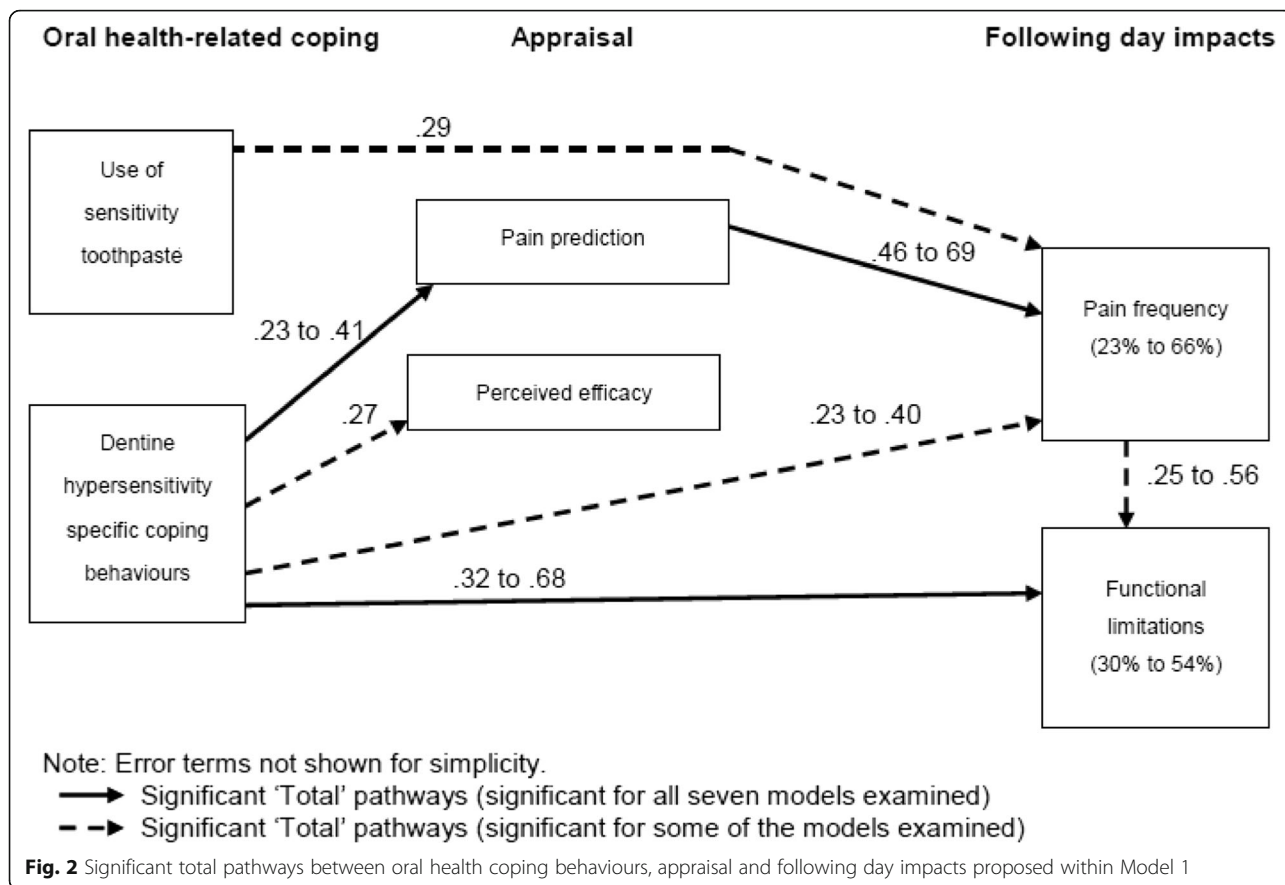 Oral health-related coping Appraisal Following day impacts
.29
Use of
sensitivity
toothpaste
Pain prediction
.46 to 69
Pain frequency
(23% to 66%)
.23 to .41
Perceived efficacy
.27
.23 to .40
Dentine
hypersensitivity
specific coping
behaviours
.25 to .56
.32 to .68
Functional
limitations
(30% to 54%)
Note: Error terms not shown for simplicity.
Significant ‘Total’ pathways (significant for all seven models examined)
Significant ‘Total’ pathways (significant for some of the models examined)
Fig. 2 Significant total pathways between oral health coping behaviours, appraisal and following day impacts proposed within Model 1